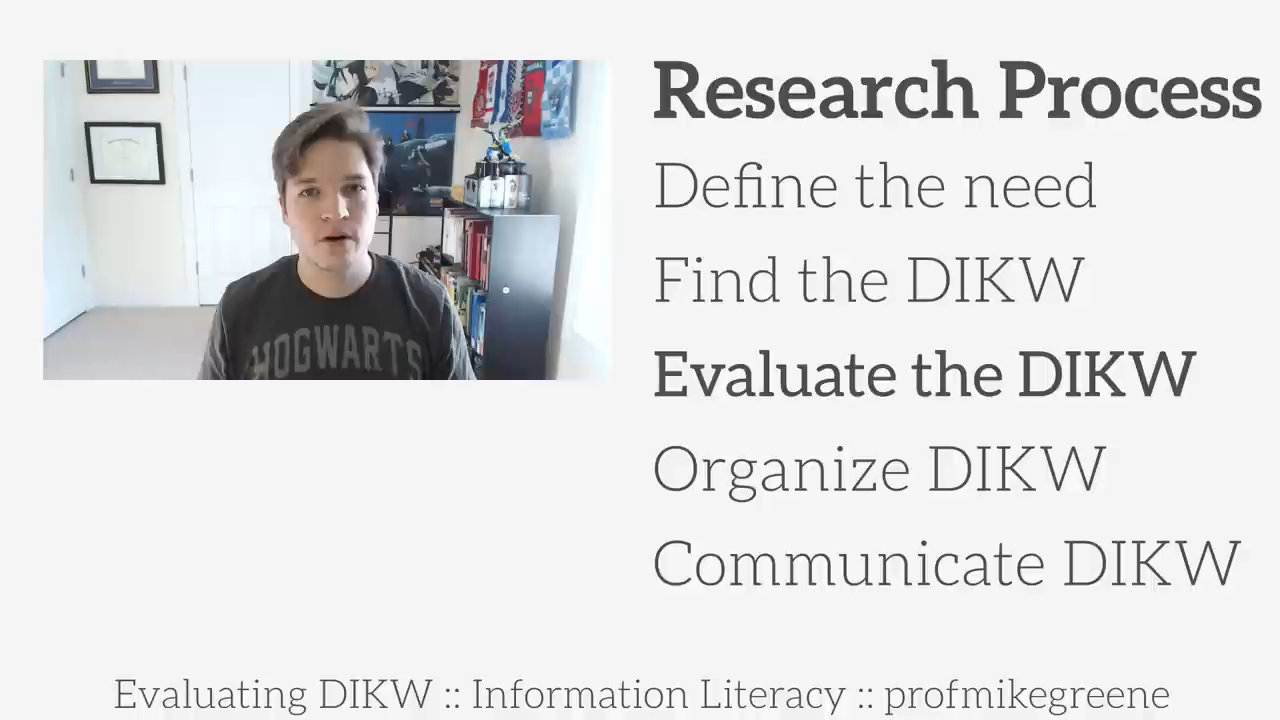 Research Process
Define the need
Find the DIKW
Evaluate the DIKW
Organize DIKW
Communicate DIKW
HOGWARTS
Evaluating DIKW :: Information Literacy :: profmikegreene